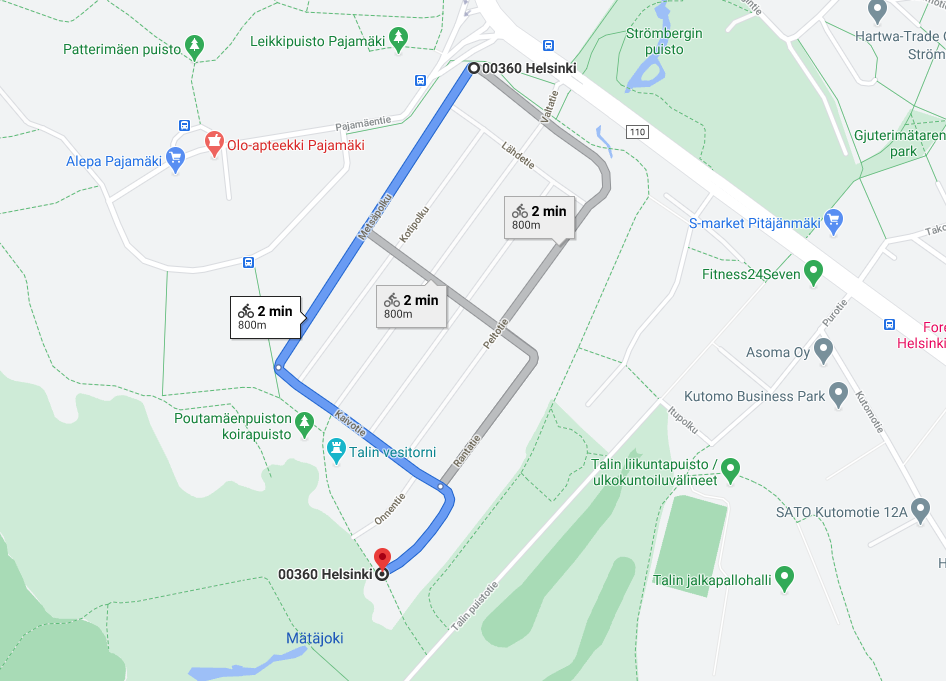 Hartwa-Trade
Ström
Strömbergin
puisto
Leikkipuisto Pajamäki
Patterimäen puisto
00360 Helsinki
Valtatie
110
Pajamäentie
Gjuterimätaren
park
Olo-apteekki Pajamäki
Alepa Pajamäki
Lähdetie
Metsäpolku
Kotipolku
2 min
800m
S-market Pitäjänmäki
Tako
Fitness24Seven
2 min
800m
2 min
800m
Purotie
Peltotie
Fore
Helsinki
Asoma Oy
Kutomo Business Park
Kutomotie
Itupolku
Poutamäenpuiston
koirapuisto
Kaivotie
Talin vesitorni
Rantatie
Talin liikuntapuisto /
ulkokuntoiluvälineet
Onnentie
SATO Kutomotie 12A
H
00360 Helsinki
Talin jalkapallohalli
Talin puistotie
Mätäjoki